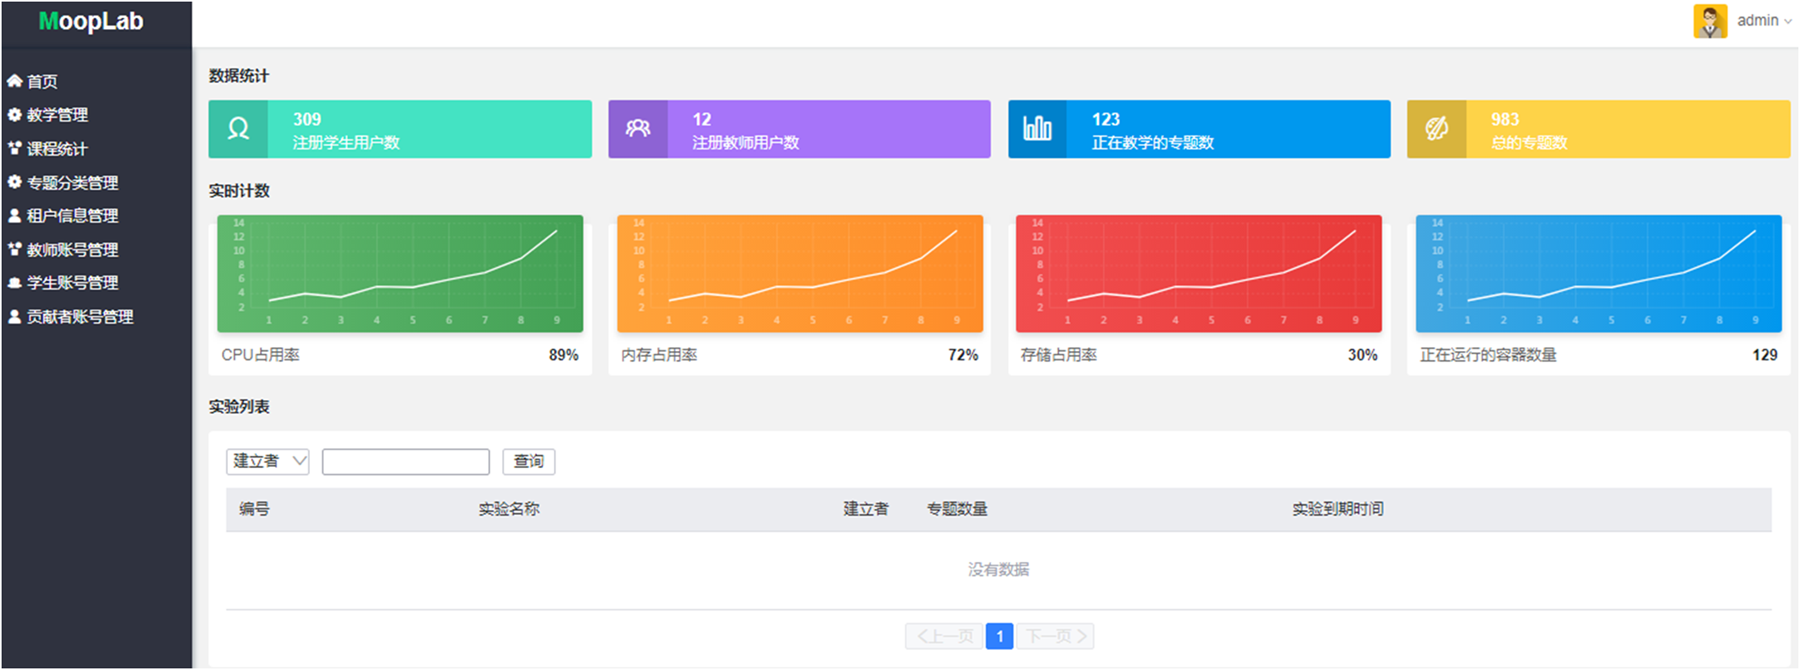 MoopLab
admin
首页
教学管理
课程统计
专题分类管理
租户信息管理
教师账号管理
学生账号管理
贡献者账号管理
数据统计
309
注册学生用户数
12
注册教师用户数
123
正在教学的专题数
983
总的专题数
实时计数
14
12
10
8
6
4
2
1 2 3 4 5 6 7 8 9
CPU占用率 89%
14
12
10
8
6
4
2
1 2 3 4 5 6 7 8 9
内存占用率 72%
14
12
10
8
6
4
2
1 2 3 4 5 6 7 8 9
存储占用率 30%
14
12
10
8
6
4
2
1 2 3 4 5 6 7 8 9
正在运行的容器数量 129
实验列表
建立者 查询
编号 实验名称 建立者 专题数量 实验到期时间
没有数据
上一页 1 下一页